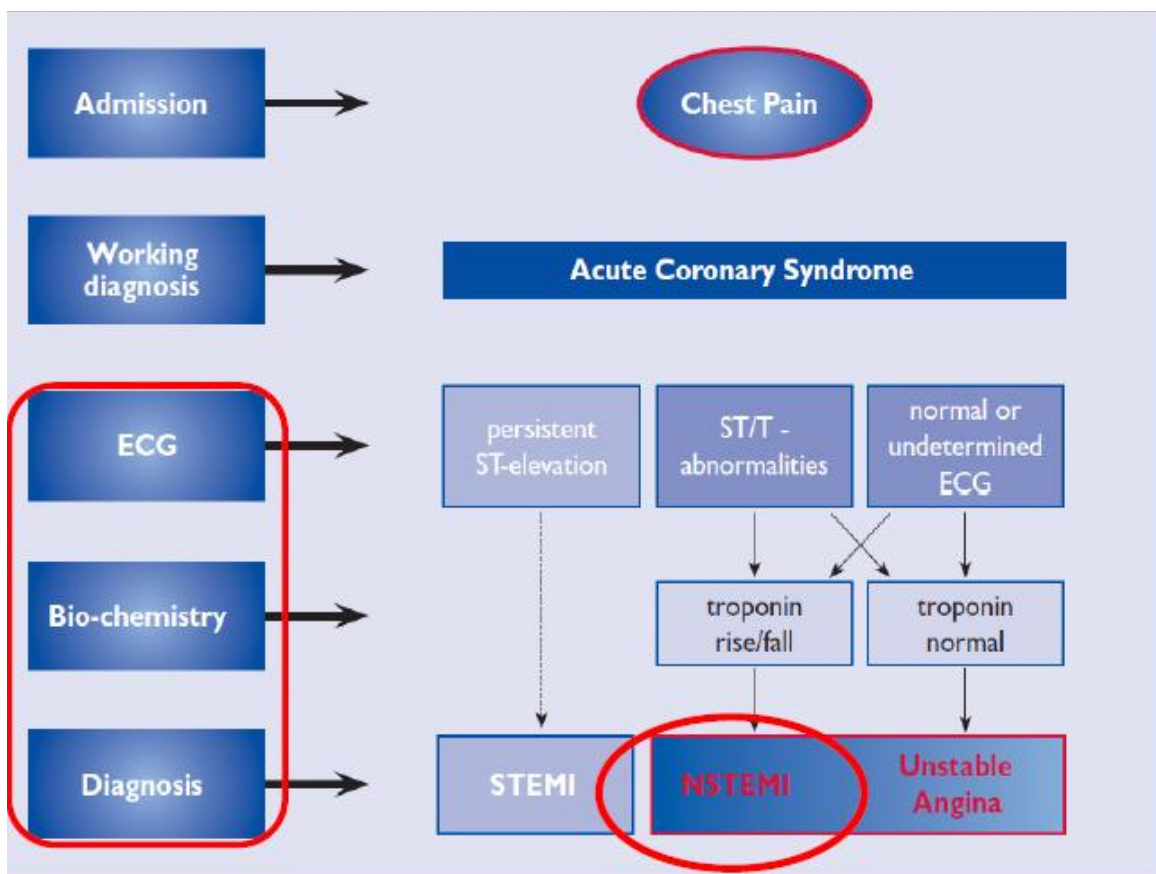 Admission
Chest Pain
Working
diagnosis
Acute Coronary Syndrome
ECG
persistent
ST-elevation
ST/T -
abnormalities
normal or
undetermined
ECG
Bio-chemistry
troponin
rise/fall
troponin
normal
Diagnosis
STEMI
NSTEMI
Unstable
Angina